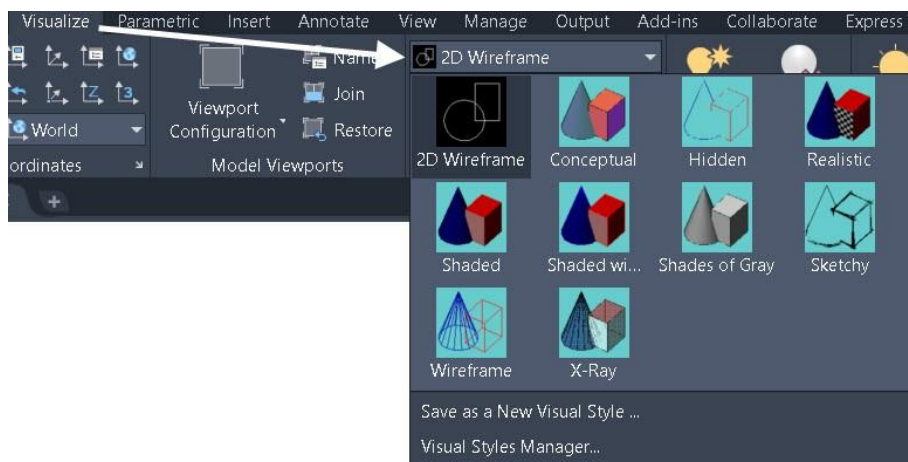 Visualize Parametric Insert Annotate View Manage Output Add-ins Collaborate Express
2D Wireframe
Join
Viewport
Configuration
Restore
World
ordinates
Model Viewports
2D Wireframe Conceptual Hidden Realistic
Shaded Shaded wi... Shades of Gray Sketchy
Wireframe X-Ray
Save as a New Visual Style ...
Visual Styles Manager...